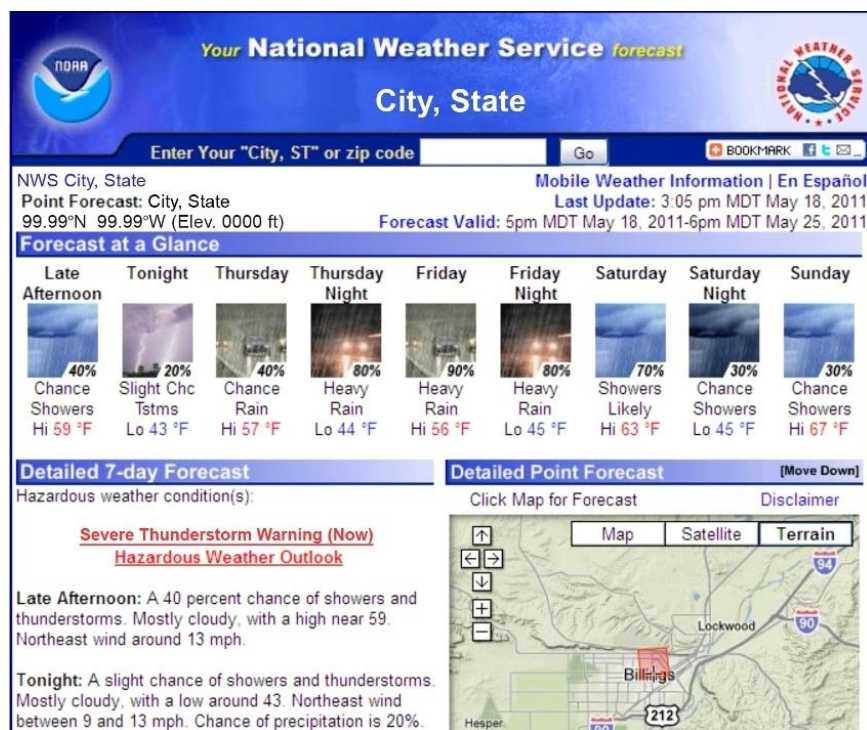 NOAA
Your National Weather Service forecast
NATIONAL WEATHER SERVICE
City, State
Enter Your "City, ST" or zip code
Go
BOOKMARK
NWS City, State
Mobile Weather Information | En Español
Point Forecast: City, State
Last Update: 3:05 pm MDT May 18, 2011
99.99°N 99.99°W (Elev. 0000 ft)
Forecast Valid: 5pm MDT May 18, 2011-6pm MDT May 25, 2011
Forecast at a Glance
Late Afternoon
Tonight
Thursday
Thursday Night
Friday
Friday Night
Saturday
Saturday Night
Sunday
40% 20% 40% 80% 90% 80% 70% 30% 30%
Chance Slight Chc Chance Heavy Heavy Heavy Showers Chance Chance
Showers Tstms Rain Rain Rain Rain Likely Showers Showers
Hi 59 °F Lo 43 °F Hi 57 °F Lo 44 °F Hi 56 °F Lo 45 °F Hi 63 °F Lo 45 °F Hi 67 °F
Detailed 7-day Forecast
Hazardous weather condition(s):
Severe Thunderstorm Warning (Now)
Hazardous Weather Outlook
Late Afternoon: A 40 percent chance of showers and
thunderstorms. Mostly cloudy, with a high near 59.
Northeast wind around 13 mph.
Tonight: A slight chance of showers and thunderstorms.
Mostly cloudy, with a low around 43. Northeast wind
between 9 and 13 mph. Chance of precipitation is 20%.
Detailed Point Forecast
[Move Down]
Click Map for Forecast
Disclaimer
Map
Satellite
Terrain
94
Lockwood
90
Billings
212
Hesper
90